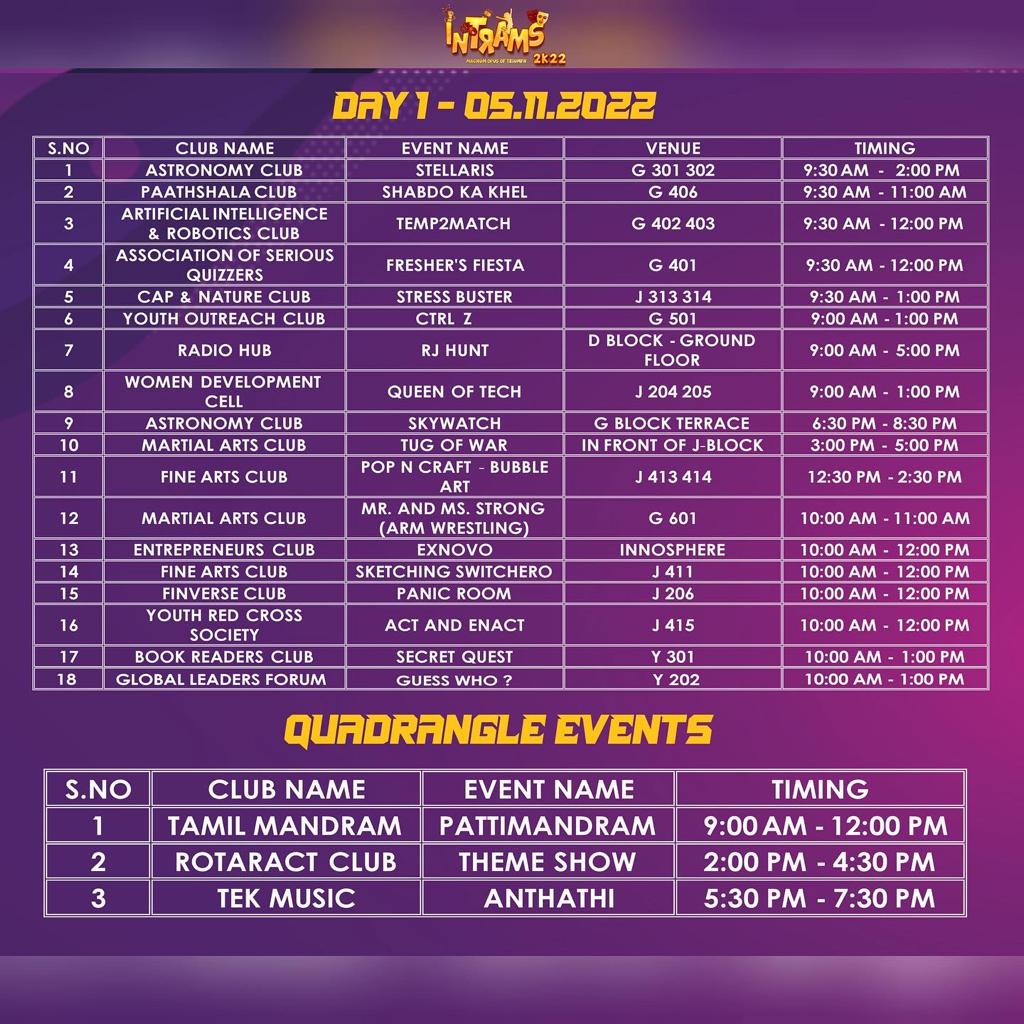 INTRAMS
2K22
MAGNUM OPUS OF TRIUMPH
DAY 1 - 05.11.2022
S.NO CLUB NAME EVENT NAME VENUE TIMING
1 ASTRONOMY CLUB STELLARIS G 301 302 9:30 AM - 2:00 PM
2 PAATHSHALA CLUB SHABDO KA KHEL G 406 9:30 AM - 11:00 AM
3 ARTIFICIAL INTELLIGENCE & ROBOTICS CLUB TEMP2MATCH G 402 403 9:30 AM - 12:00 PM
4 ASSOCIATION OF SERIOUS QUIZZERS FRESHER'S FIESTA G 401 9:30 AM - 12:00 PM
5 CAP & NATURE CLUB STRESS BUSTER J 313 314 9:30 AM - 1:00 PM
6 YOUTH OUTREACH CLUB CTRL Z G 501 9:00 AM - 1:00 PM
7 RADIO HUB RJ HUNT D BLOCK - GROUND FLOOR 9:00 AM - 5:00 PM
8 WOMEN DEVELOPMENT CELL QUEEN OF TECH J 204 205 9:00 AM - 1:00 PM
9 ASTRONOMY CLUB SKYWATCH G BLOCK TERRACE 6:30 PM - 8:30 PM
10 MARTIAL ARTS CLUB TUG OF WAR IN FRONT OF J-BLOCK 3:00 PM - 5:00 PM
11 FINE ARTS CLUB POP N CRAFT - BUBBLE ART J 413 414 12:30 PM - 2:30 PM
12 MARTIAL ARTS CLUB MR. AND MS. STRONG (ARM WRESTLING) G 601 10:00 AM - 11:00 AM
13 ENTREPRENEURS CLUB EXNOVO INNOSPHERE 10:00 AM - 12:00 PM
14 FINE ARTS CLUB SKETCHING SWITCHERO J 411 10:00 AM - 12:00 PM
15 FINVERSE CLUB PANIC ROOM J 206 10:00 AM - 12:00 PM
16 YOUTH RED CROSS SOCIETY ACT AND ENACT J 415 10:00 AM - 12:00 PM
17 BOOK READERS CLUB SECRET QUEST Y 301 10:00 AM - 1:00 PM
18 GLOBAL LEADERS FORUM GUESS WHO ? Y 202 10:00 AM - 1:00 PM
QUADRANGLE EVENTS
S.NO CLUB NAME EVENT NAME TIMING
1 TAMIL MANDRAM PATTIMANDRAM 9:00 AM - 12:00 PM
2 ROTARACT CLUB THEME SHOW 2:00 PM - 4:30 PM
3 TEK MUSIC ANTHATHI 5:30 PM - 7:30 PM